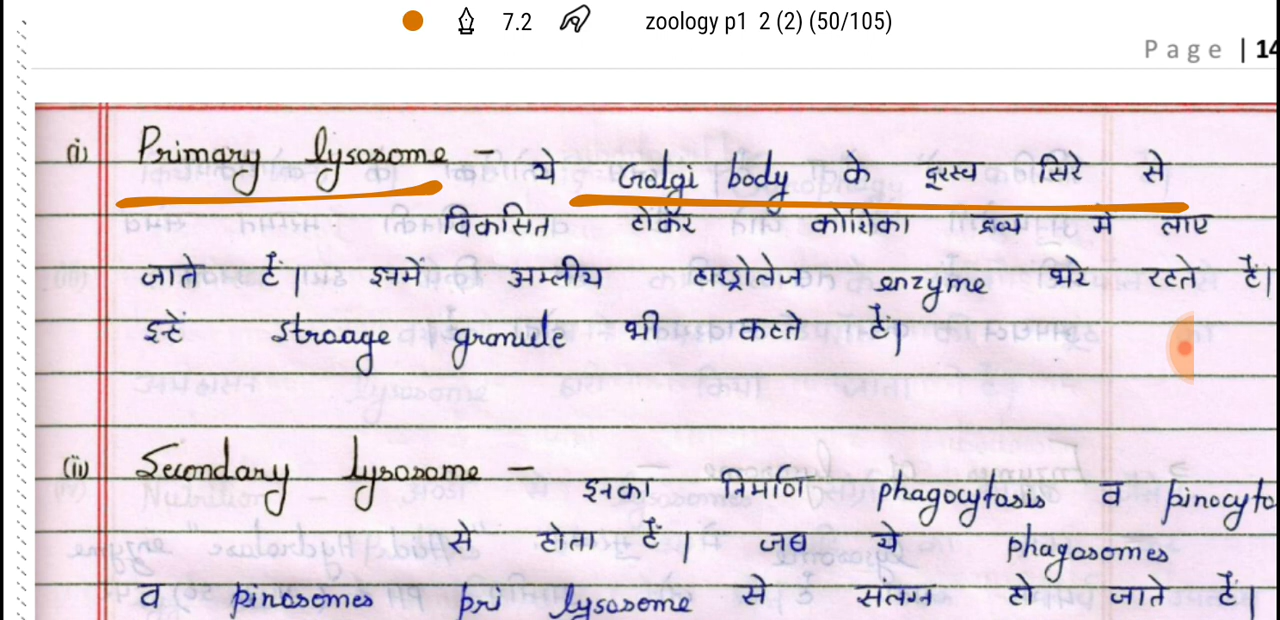 7.2 zoology p1 2 (2) (50/105)
Page | 14
(i) Primary lysosome - ये Golgi body के इस्य सिरे से
विकसित होकर कोशिका द्रव्य मे लाए
जाते हैं। इनमें अम्लीय हाइड्रोलेज enzyme भरे रहते हैं।
इन्हें stroage granule भी कहते हैं।
(ii) Secondary lysosome - इनका निर्माण phagocytosis व pinocyto
से होता है। जब ये phagosomes
व pinosomes pri lysosome से संलग्न हो जाते हैं।